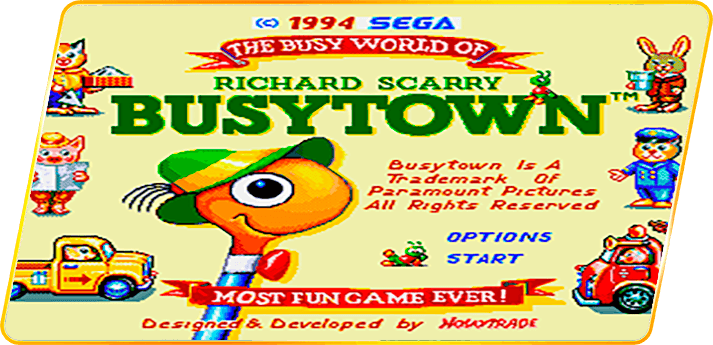 © 1994 SEGA
THE BUSY WORLD OF
RICHARD SCARRY
BUSYTOWN™
Busytown Is A
Trademark Of
Paramount Pictures
All Rights Reserved
OPTIONS
START
MOST FUN GAME EVER!
Designed & Developed by NOVOTRADE